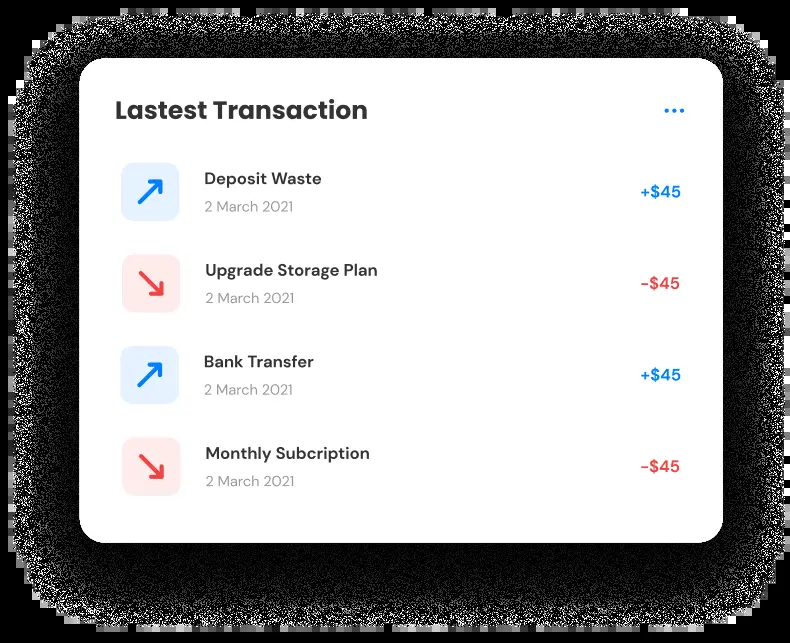 Lastest Transaction
Deposit Waste
+$45
2 March 2021
Upgrade Storage Plan
-$45
2 March 2021
Bank Transfer
+$45
2 March 2021
Monthly Subcription
-$45
2 March 2021